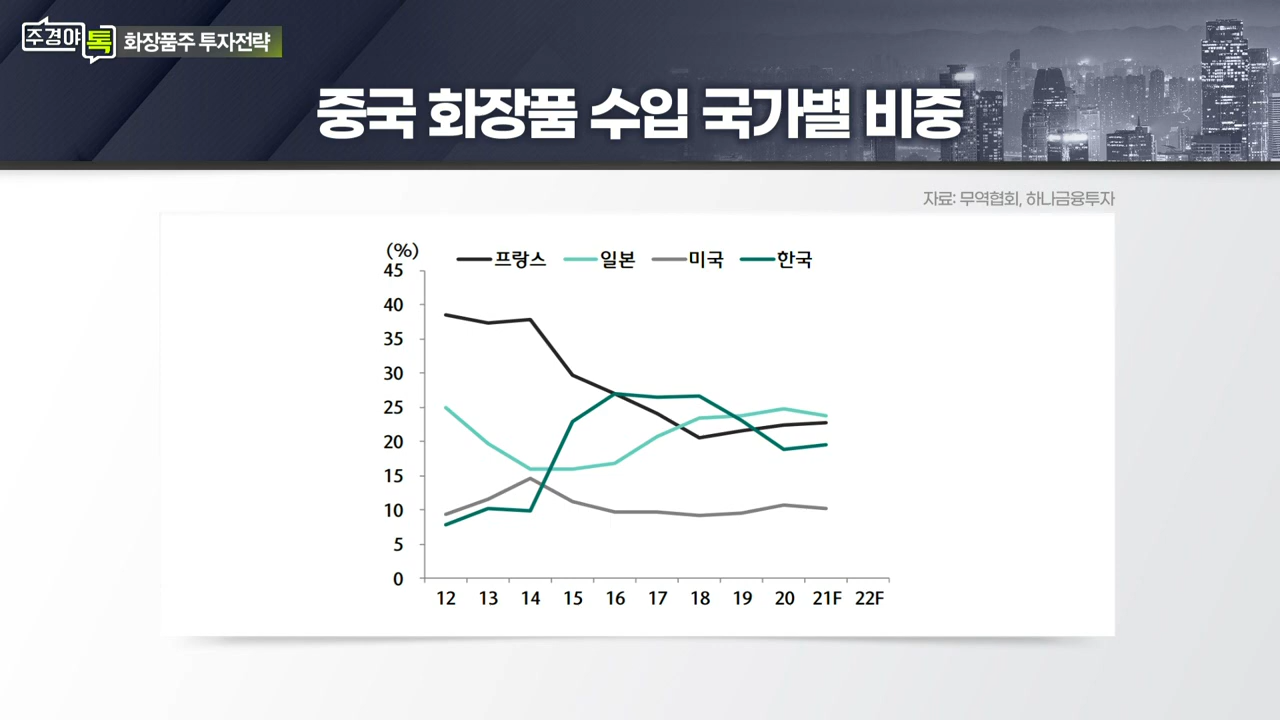 주경야톡 화장품주 투자전략
중국 화장품 수입 국가별 비중
자료: 무역협회, 하나금융투자
(%)
프랑스 일본 미국 한국
45
40
35
30
25
20
15
10
5
0
12 13 14 15 16 17 18 19 20 21F 22F